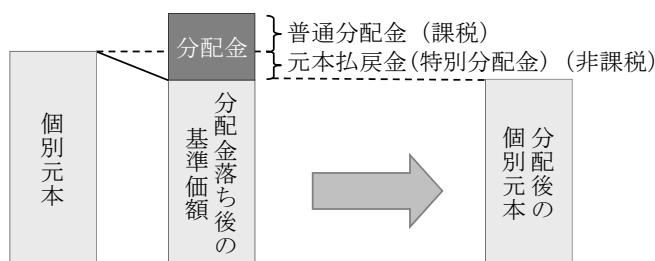 分配金
普通分配金（課税）
元本払戻金（特別分配金）（非課税）
個別元本
分配金落ち後の
基準価額
分配後の
個別元本